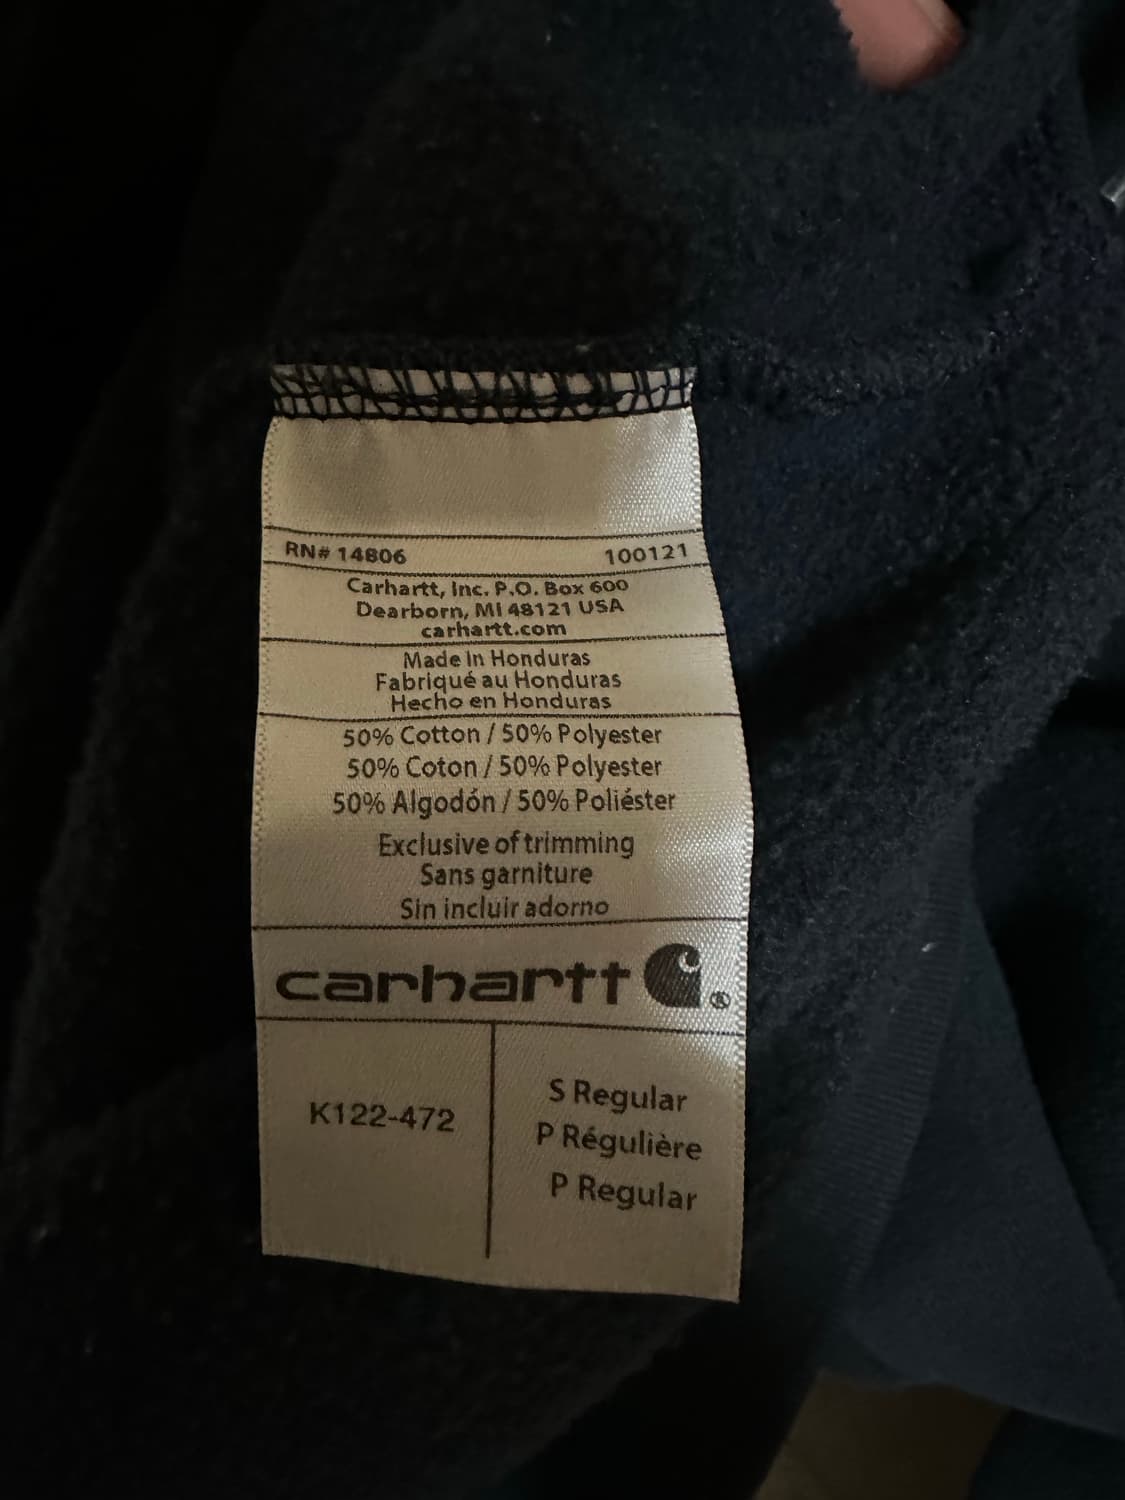 RN# 14806 100121
Carhartt, Inc. P.O. Box 600
Dearborn, MI 48121 USA
carhartt.com
Made In Honduras
Fabriqué au Honduras
Hecho en Honduras
50% Cotton / 50% Polyester
50% Coton / 50% Polyester
50% Algodón / 50% Poliéster
Exclusive of trimming
Sans garniture
Sin incluir adorno
carhartt ®
K122-472
S Regular
P Régulière
P Regular